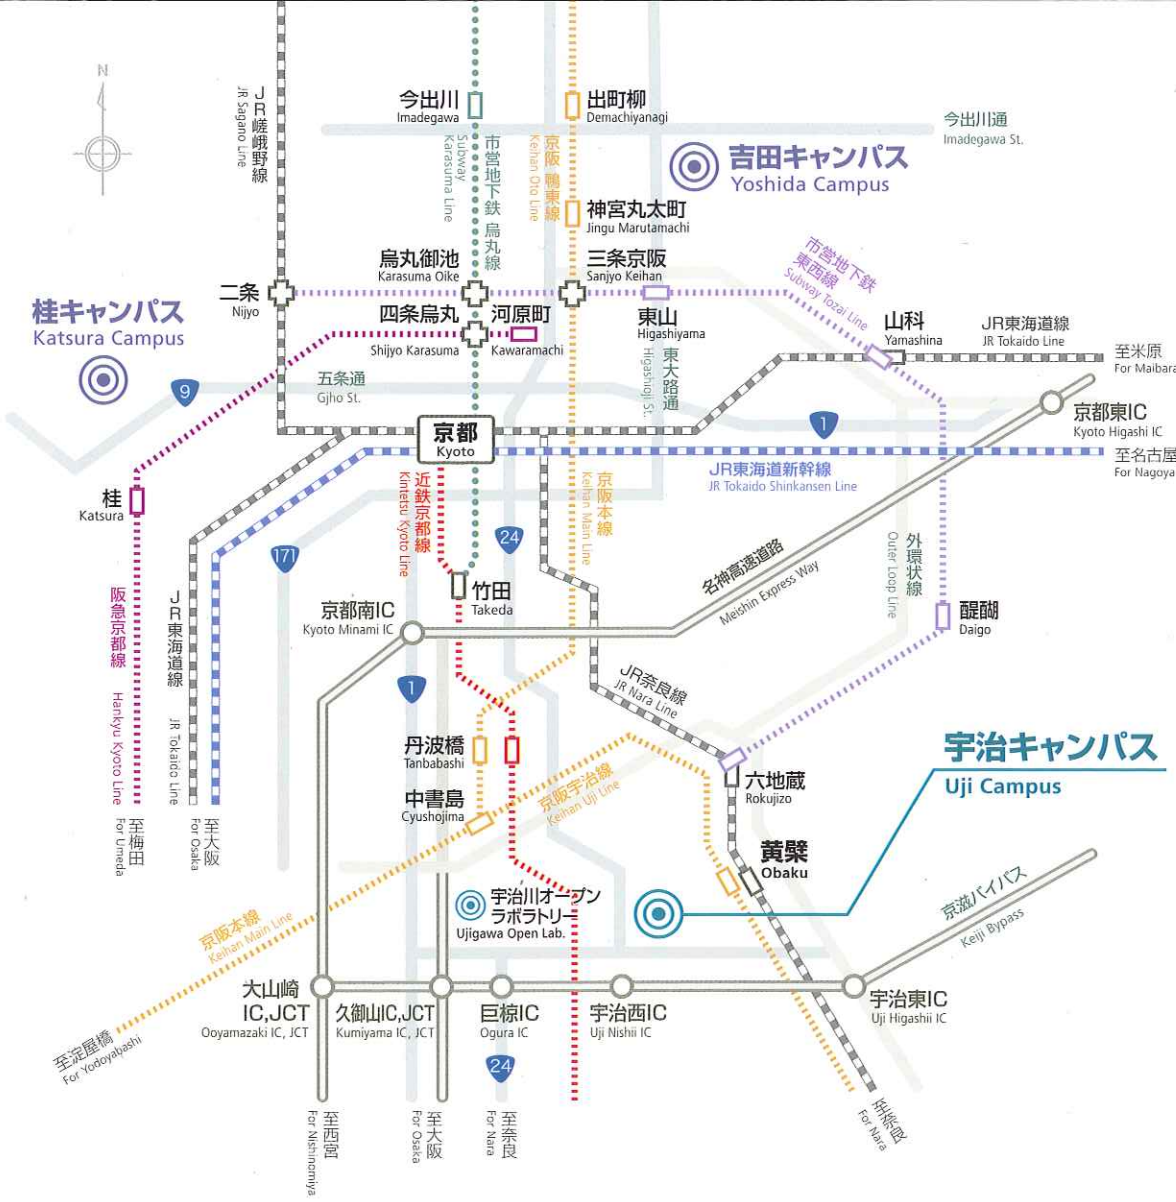 N
JR嵯峨野線
JR Sagano Line
今出川
Imadegawa
出町柳
Demachiyanagi
今出川通
Imadegawa St.
市営地下鉄 烏丸線
Subway
Karasuma Line
京阪 鴨東線
Keihan Oto Line
吉田キャンパス
Yoshida Campus
神宮丸太町
Jingu Marutamachi
烏丸御池
Karasuma Oike
三条京阪
Sanjyo Keihan
市営地下鉄
東西線
Subway Tozai Line
二条
Nijyo
桂キャンパス
Katsura Campus
四条烏丸
Shijyo Karasuma
河原町
Kawaramachi
東山
Higashiyama
山科
Yamashina
JR東海道線
JR Tokaido Line
至米原
For Maibara
東大路通
Higashioji St.
五条通
Gjho St.
9
1
京都東IC
Kyoto Higashi IC
京都
Kyoto
至名古屋
For Nagoya
JR東海道新幹線
JR Tokaido Shinkansen Line
桂
Katsura
近鉄京都線
Kintetsu Kyoto Line
京阪本線
Keihan Main Line
24
171
名神高速道路
Meishin Express Way
外環状線
Outer Loop Line
竹田
Takeda
京都南IC
Kyoto Minami IC
醍醐
Daigo
阪急京都線
Hankyu Kyoto Line
JR東海道線
JR Tokaido Line
1
JR奈良線
JR Nara Line
丹波橋
Tanbabashi
宇治キャンパス
Uji Campus
六地蔵
Rokujizo
中書島
Cyushojima
京阪宇治線
Keihan Uji Line
至梅田
For Umeda
至大阪
For Osaka
黄檗
Obaku
宇治川オープン
ラボラトリー
Ujigawa Open Lab.
京滋バイパス
Keiji Bypass
京阪本線
Keihan Main Line
大山崎
IC,JCT
Ooyamazaki IC, JCT
久御山IC,JCT
Kumiyama IC, JCT
巨椋IC
Ogura IC
宇治西IC
Uji Nishii IC
宇治東IC
Uji Higashii IC
至淀屋橋
For Yodoyabashi
24
至西宮
For Nishinomiya
至大阪
For Osaka
至奈良
For Nara
至奈良
For Nara